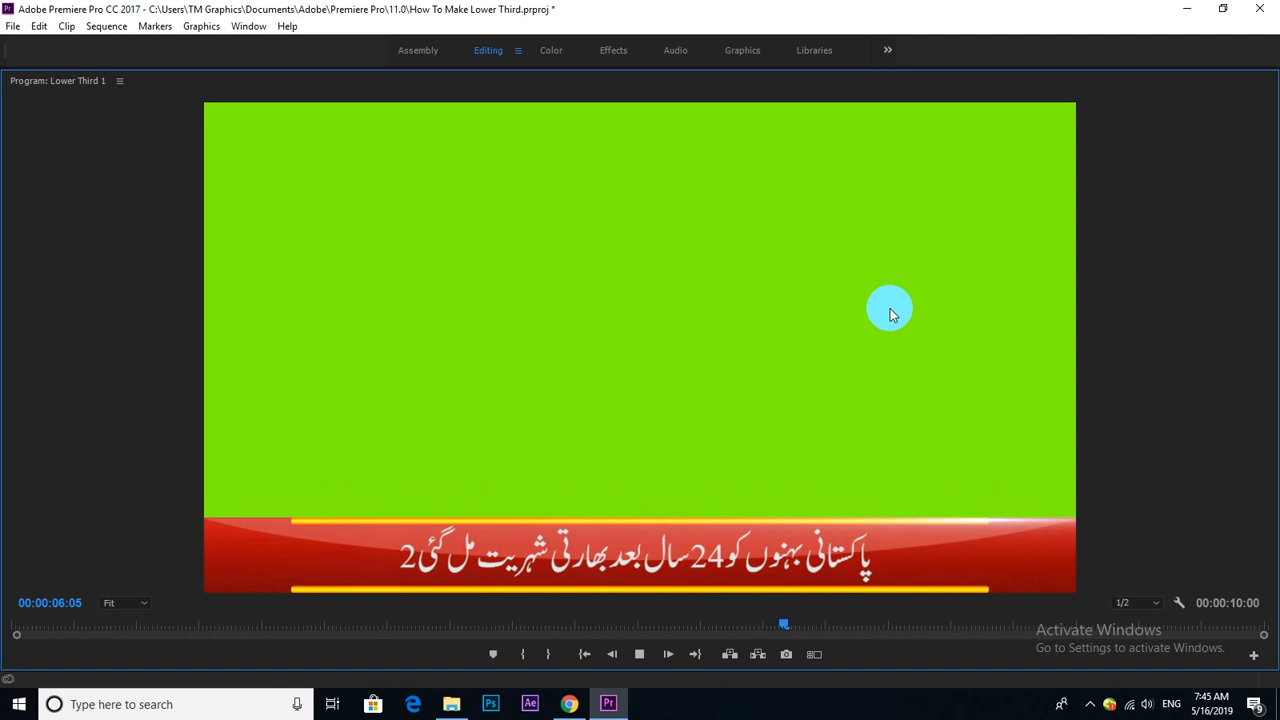 Adobe Premiere Pro CC 2017 - C:\Users\TM Graphics\Documents\Adobe\Premiere Pro\11.0\How To Make Lower Third.prproj *
File Edit Clip Sequence Markers Graphics Window Help
Assembly Editing Color Effects Audio Graphics Libraries
Program: Lower Third 1
پاکستانی بہنوں کو 24 سال بعد بھارتی شہریت مل گئی 2
00:00:06:05 Fit 1/2 00:00:10:00
Activate Windows
Go to Settings to activate Windows.
Type here to search
Ps Ae Pr
ENG 7:45 AM
5/16/2019 9